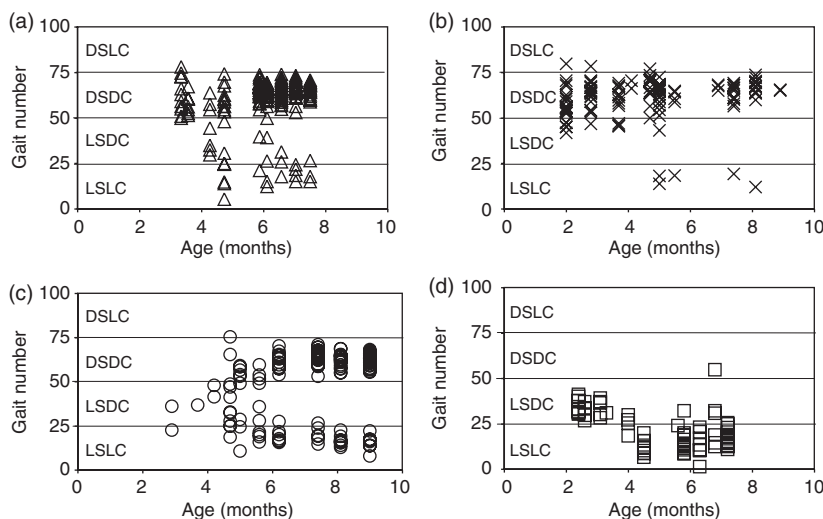 (a)
100
75
50
25
0
Gait number
DSLC
DSDC
LSDC
LSLC
0 2 4 6 8 10
Age (months)
(b)
100
75
50
25
0
Gait number
DSLC
DSDC
LSDC
LSLC
0 2 4 6 8 10
Age (months)
(c)
100
75
50
25
0
Gait number
DSLC
DSDC
LSDC
LSLC
0 2 4 6 8 10
Age (months)
(d)
100
75
50
25
0
Gait number
DSLC
DSDC
LSDC
LSLC
0 2 4 6 8 10
Age (months)